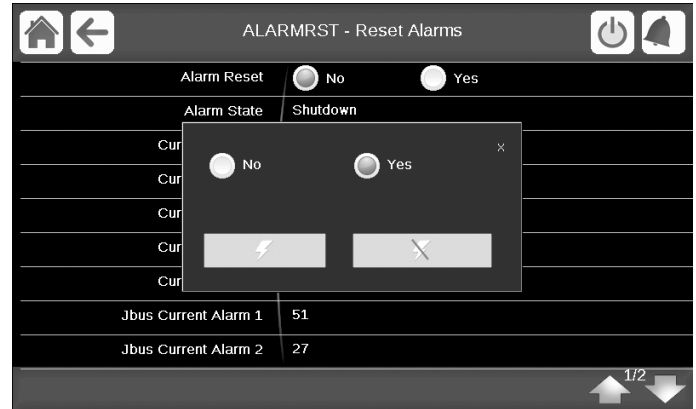 ALARMRST - Reset Alarms
Alarm Reset No Yes
Alarm State Shutdown
Cur
No Yes x
Cur
Cur
Cur
Cur
Jbus Current Alarm 1 51
Jbus Current Alarm 2 27
1/2